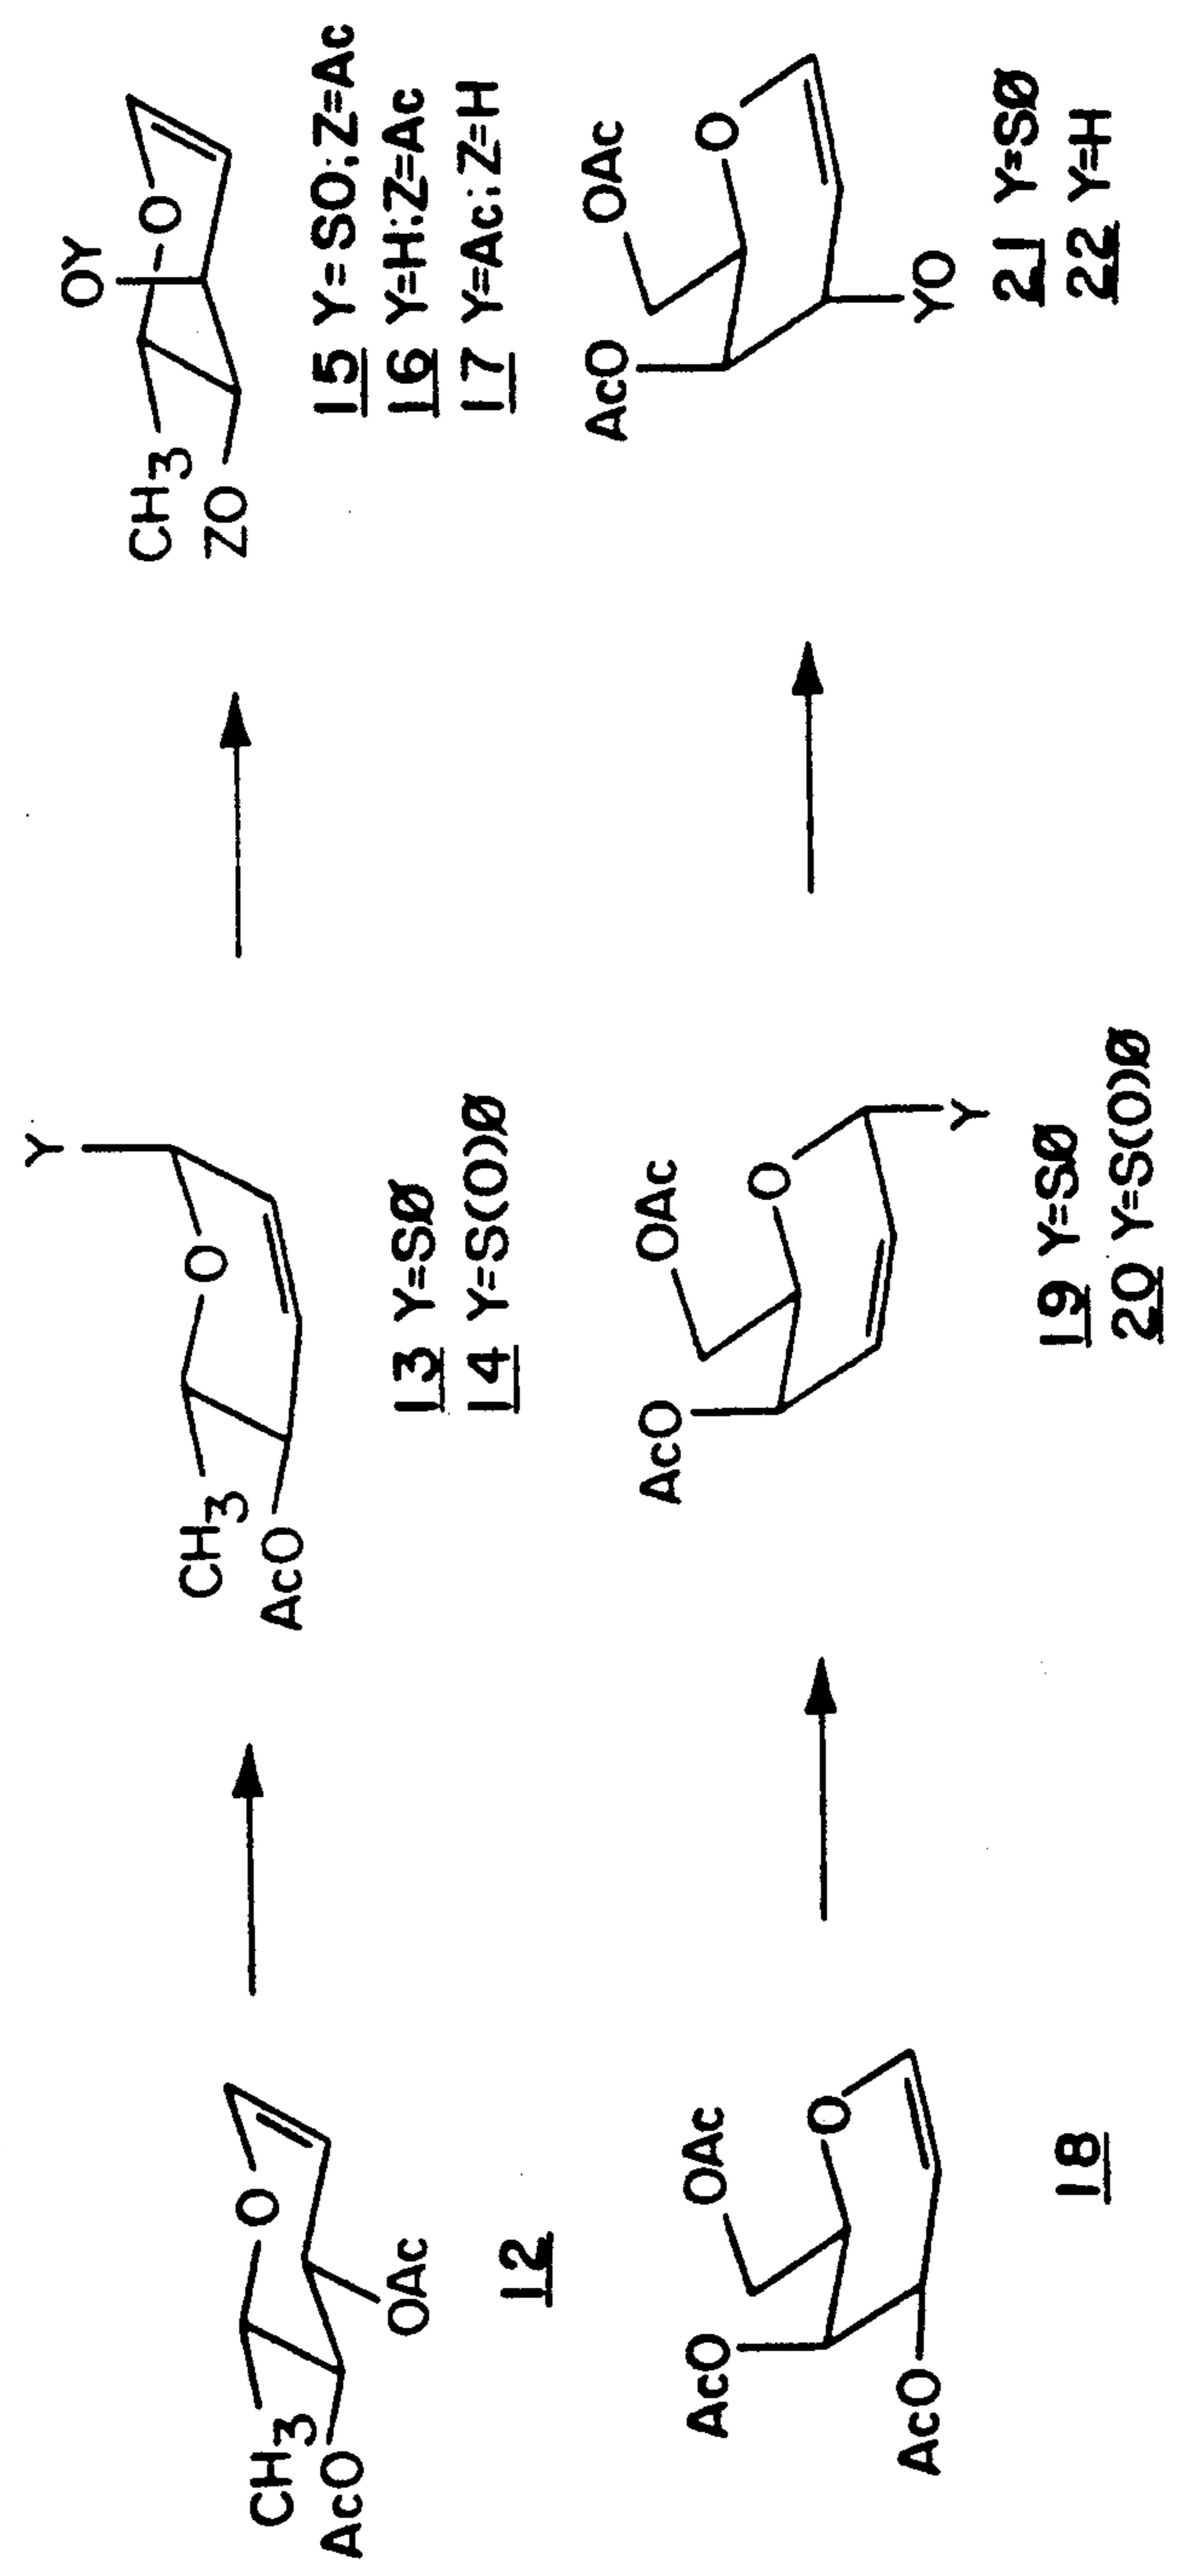 CH3
O
AcO
OAc
12
Y
CH3
O
AcO
13 Y=SØ
14 Y=S(O)Ø
OY
CH3
O
ZO
15 Y=SO;Z=Ac
16 Y=H;Z=Ac
17 Y=Ac;Z=H
AcO
OAc
O
AcO
18
AcO
OAc
O
Y
19 Y=SØ
20 Y=S(O)Ø
AcO
OAc
O
YO
21 Y=SØ
22 Y=H